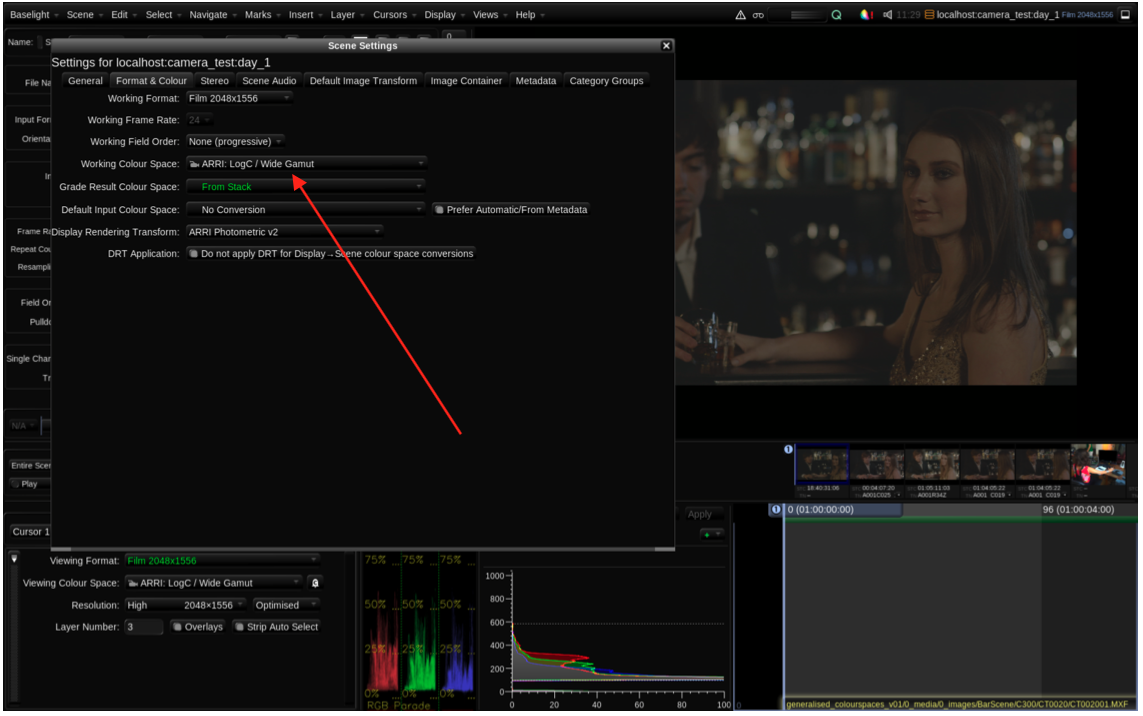 Baselight Scene Edit Select Navigate Marks Insert Layer Cursors Display Views Help 11:29 localhost:camera_test:day_1 Film 2048x1556
Name: S
Scene Settings
Settings for localhost:camera_test:day_1
General Format & Colour Stereo Scene Audio Default Image Transform Image Container Metadata Category Groups
File Na
Working Format: Film 2048x1556
Input For
Working Frame Rate: 24
Orienta
Working Field Order: None (progressive)
Working Colour Space: ARRI: LogC / Wide Gamut
In
Grade Result Colour Space: From Stack
Default Input Colour Space: No Conversion Prefer Automatic/From Metadata
Frame Ra
Display Rendering Transform: ARRI Photometric v2
Repeat Cou
DRT Application: Do not apply DRT for Display→Scene colour space conversions
Resampli
Field Or
Pulldo
Single Char
Tr
N/A
Entire Scen
Play
18:40:31:06 00:04:07:20 01:05:11:03 01:04:05:22 01:04:05:22
A001C025 A001R34Z A001 C019 A001 C019
0 (01:00:00:00) 96 (01:00:04:00)
Apply
Cursor 1
Viewing Format: Film 2048x1556
Viewing Colour Space: ARRI: LogC / Wide Gamut
Resolution: High 2048×1556 Optimised
Layer Number: 3 Overlays Strip Auto Select
75% ...75% ...75% ...
50% ...50% ...50% ...
25% ...25% ...25% ...
0% ...0% ...0% ...
RGB Parade
1000
800
600
400
200
0
0 20 40 60 80 100
0
generalised_colourspaces_v01/0_media/0_images/BarScene/C300/CT0020/CT002001.MXF